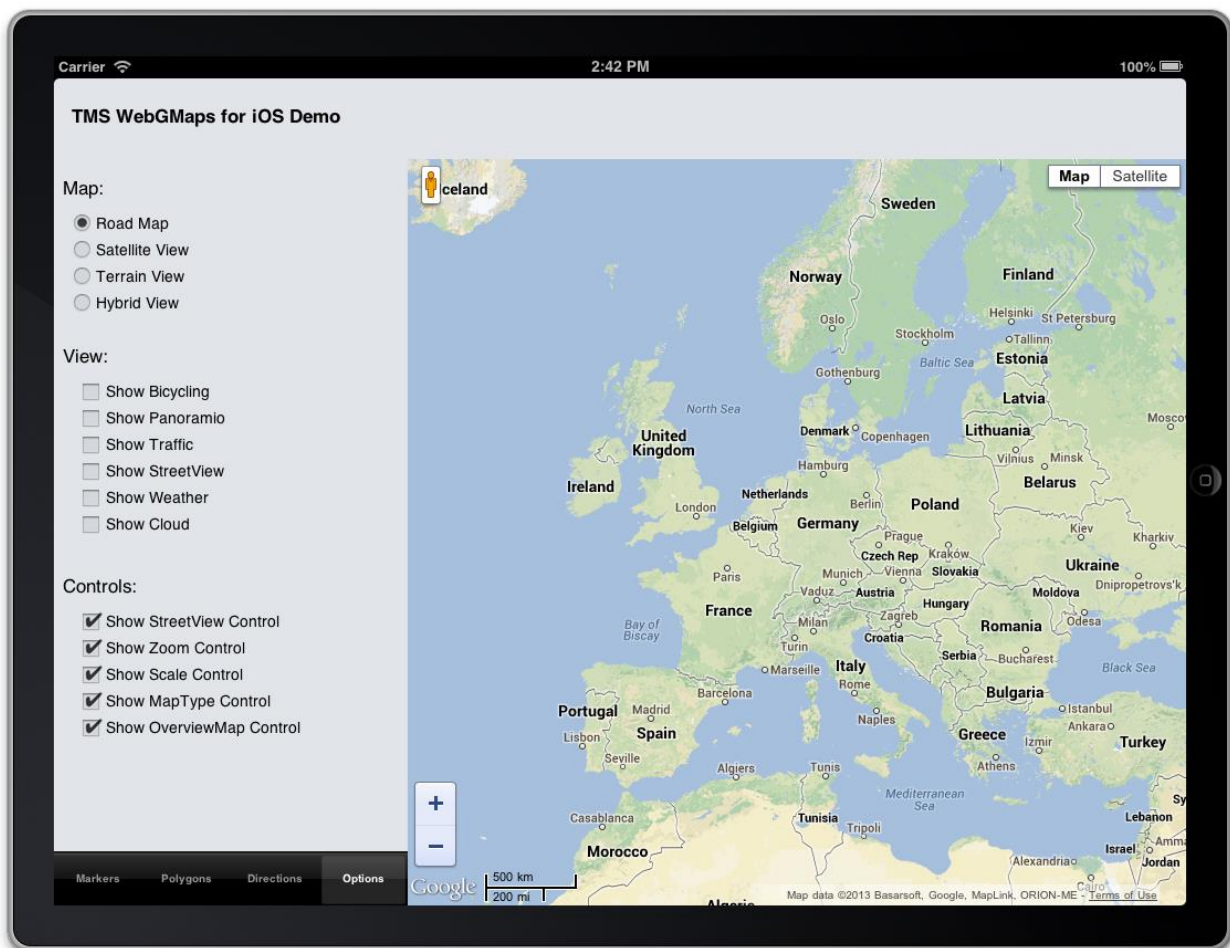 Carrier
2:42 PM
100%
TMS WebGMaps for iOS Demo
Map:
Road Map
Satellite View
Terrain View
Hybrid View
View:
Show Bicycling
Show Panoramio
Show Traffic
Show StreetView
Show Weather
Show Cloud
Controls:
Show StreetView Control
Show Zoom Control
Show Scale Control
Show MapType Control
Show OverviewMap Control
Markers
Polygons
Directions
Options
Map
Satellite
celand
Sweden
Norway
Finland
Oslo
Helsinki
St Petersburg
Stockholm
Tallinn
Baltic Sea
Estonia
Gothenburg
Latvia
North Sea
Mosco
Denmark
Copenhagen
Lithuania
United
Kingdom
Vilnius
Minsk
Hamburg
Belarus
Ireland
Netherlands
Berlin
Poland
London
Belgium
Germany
Kiev
Kharkiv
Prague
Czech Rep
Kraków
Ukraine
Paris
Munich
Vienna
Slovakia
Dnipropetrovs'k
Vaduz
Austria
Moldova
France
Hungary
Bay of
Biscay
Milan
Zagreb
Romania
Odesa
Turin
Croatia
Serbia
Bucharest
Marseille
Italy
Black Sea
Barcelona
Rome
Bulgaria
Portugal
Madrid
Istanbul
Naples
Ankara
Lisbon
Spain
Greece
Izmir
Turkey
Seville
Athens
Algiers
Tunis
Mediterranean
Sea
Sy
Casablanca
Tunisia
Lebanon
Tripoli
Morocco
Israel
Amma
Alexandria
Jordan
Cairo
Algeria
+
−
Google
500 km
200 mi
Map data ©2013 Basarsoft, Google, MapLink, ORION-ME - Terms of Use